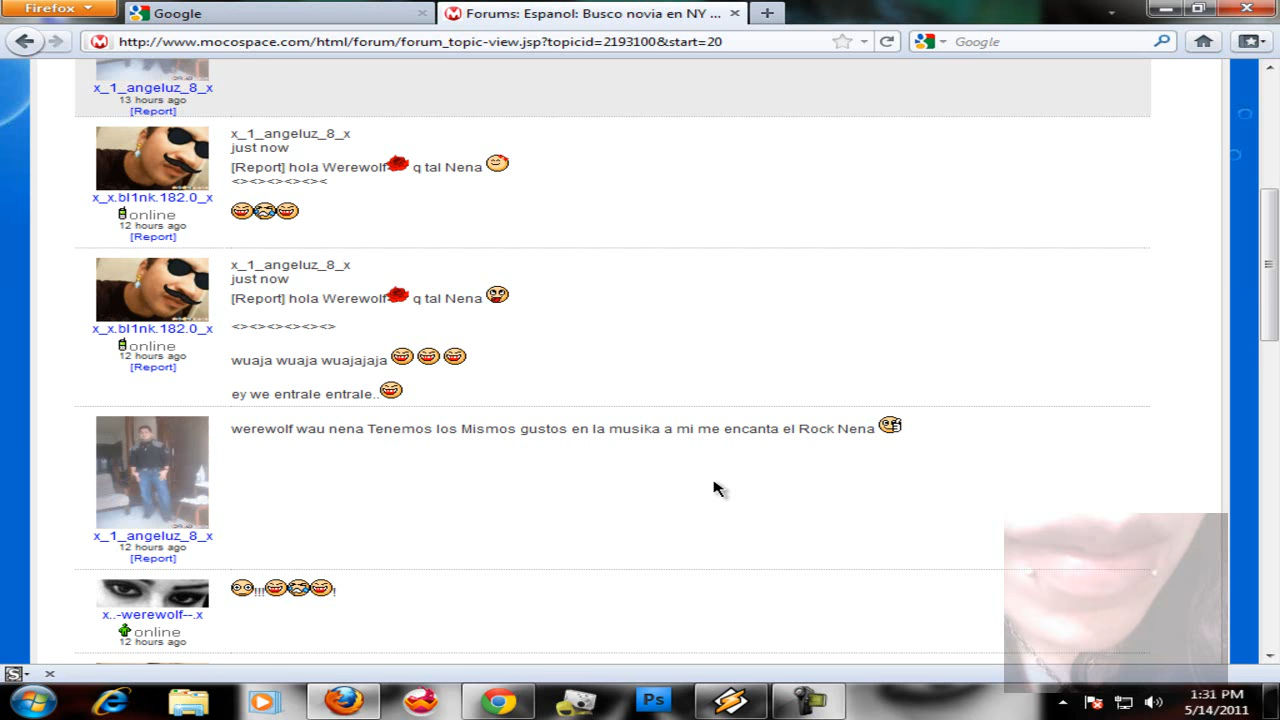 Firefox
Google
Forums: Espanol: Busco novia en NY ...
http://www.mocospace.com/html/forum/forum_topic-view.jsp?topicid=2193100&start=20
Google
x_1_angeluz_8_x
13 hours ago
[Report]
x_x.bl1nk.182.0_x
online
12 hours ago
[Report]
x_1_angeluz_8_x
just now
[Report] hola Werewolf q tal Nena
<><><><><><
x_x.bl1nk.182.0_x
online
12 hours ago
[Report]
x_1_angeluz_8_x
just now
[Report] hola Werewolf q tal Nena
<><><><><><>
wuaja wuaja wuajajaja
ey we entrale entrale..
x_1_angeluz_8_x
12 hours ago
[Report]
werewolf wau nena Tenemos los Mismos gustos en la musika a mi me encanta el Rock Nena
x..-werewolf--.x
online
12 hours ago
!!! !
S
Ps
1:31 PM
5/14/2011